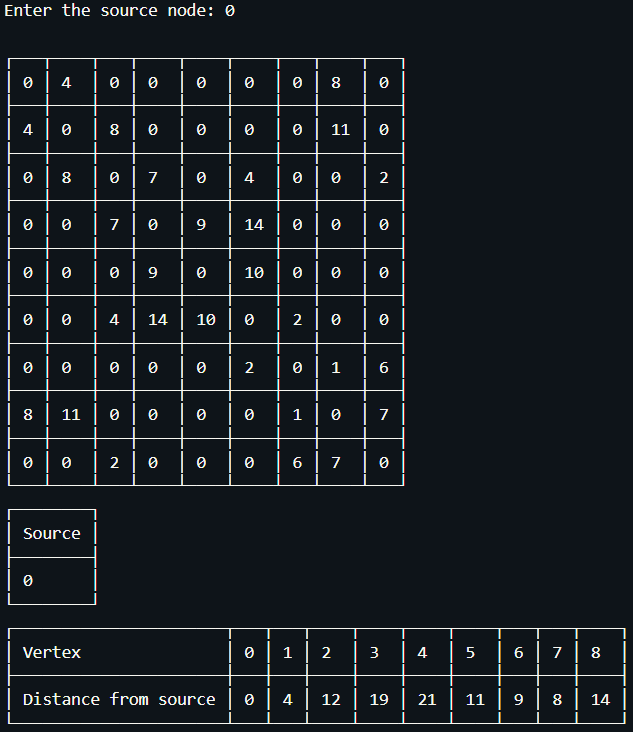 Enter the source node: 0
0 4 0 0 0 0 0 8 0
4 0 8 0 0 0 0 11 0
0 8 0 7 0 4 0 0 2
0 0 7 0 9 14 0 0 0
0 0 0 9 0 10 0 0 0
0 0 4 14 10 0 2 0 0
0 0 0 0 0 2 0 1 6
8 11 0 0 0 0 1 0 7
0 0 2 0 0 0 6 7 0
Source
0
Vertex 0 1 2 3 4 5 6 7 8
Distance from source 0 4 12 19 21 11 9 8 14